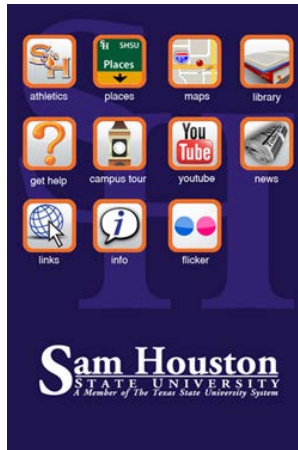 SH SHSU
Places
athletics places maps library
You
Tube
get help campus tour youtube news
links info flicker
Sam Houston
STATE UNIVERSITY
A Member of The Texas State University System